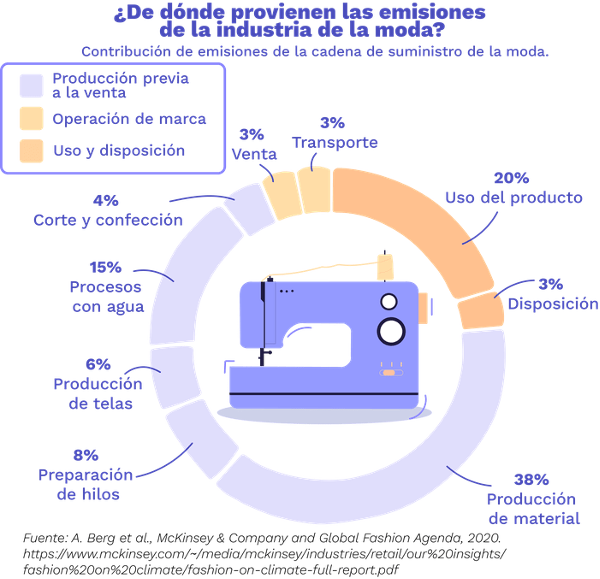 ¿De dónde provienen las emisiones
de la industria de la moda?
Contribución de emisiones de la cadena de suministro de la moda.
Producción previa
a la venta
Operación de marca
Uso y disposición
3%
Venta
3%
Transporte
20%
Uso del producto
3%
Disposición
38%
Producción
de material
8%
Preparación
de hilos
6%
Producción
de telas
15%
Procesos
con agua
4%
Corte y confección
Fuente: A. Berg et al., McKinsey & Company and Global Fashion Agenda, 2020.
https://www.mckinsey.com/~/media/mckinsey/industries/retail/our%20insights/
fashion%20on%20climate/fashion-on-climate-full-report.pdf